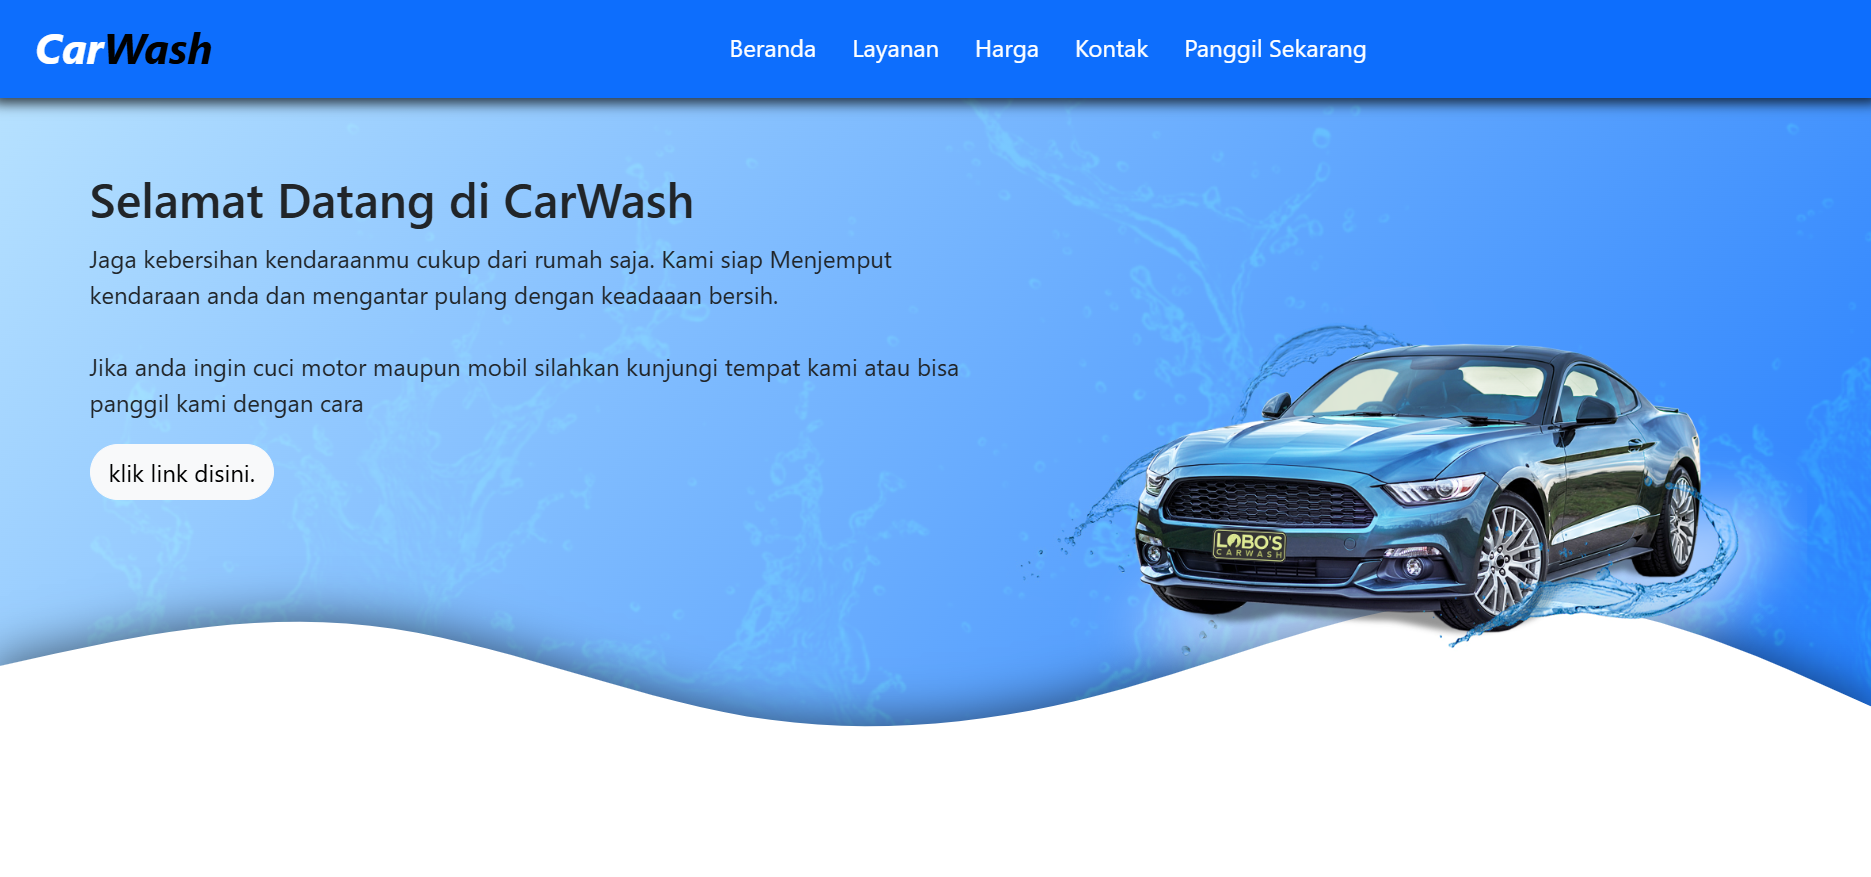 CarWash
Beranda Layanan Harga Kontak Panggil Sekarang
Selamat Datang di CarWash
Jaga kebersihan kendaraanmu cukup dari rumah saja. Kami siap Menjemput
kendaraan anda dan mengantar pulang dengan keadaaan bersih.
Jika anda ingin cuci motor maupun mobil silahkan kunjungi tempat kami atau bisa
panggil kami dengan cara
klik link disini.
LOBO'S
CARWASH